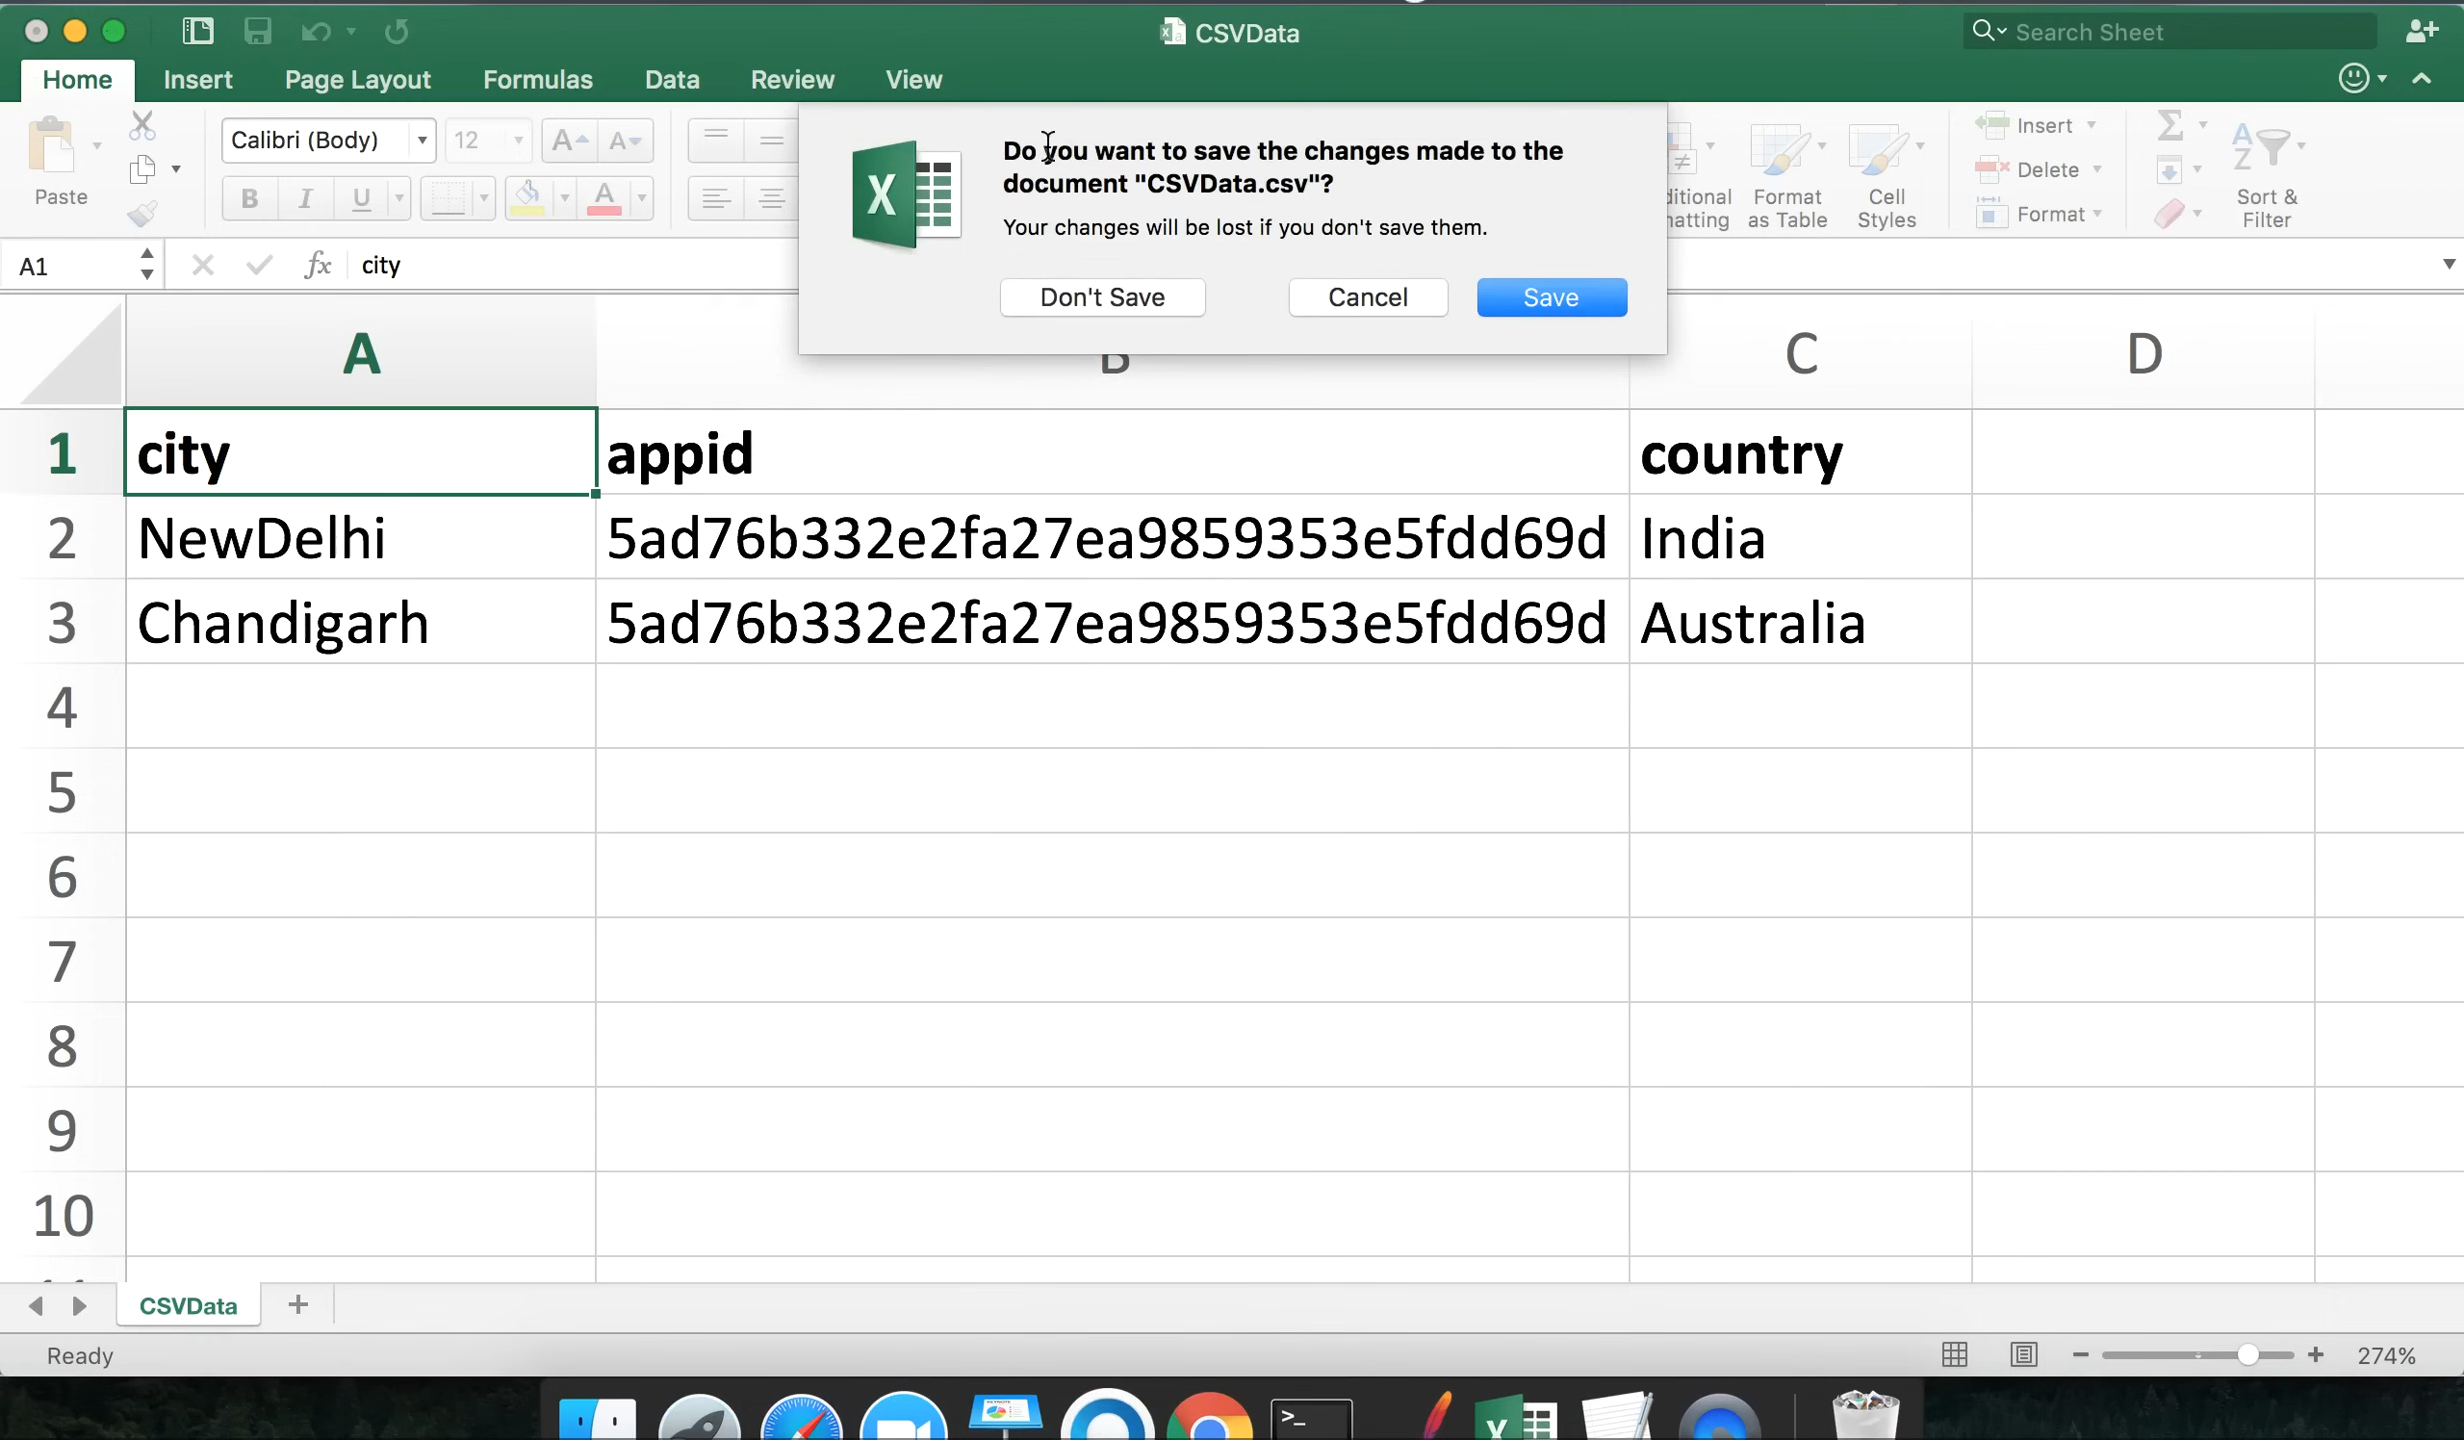 CSVData
Search Sheet
Home Insert Page Layout Formulas Data Review View
Paste
Calibri (Body) 12
A A
B I U A
Do you want to save the changes made to the
document "CSVData.csv"?
Your changes will be lost if you don't save them.
Don't Save Cancel Save
Format
as Table
Cell
Styles
Insert
Delete
Format
Sort &
Filter
A1 fx city
A B C D
1 city appid country
2 NewDelhi 5ad76b332e2fa27ea9859353e5fdd69d India
3 Chandigarh 5ad76b332e2fa27ea9859353e5fdd69d Australia
4
5
6
7
8
9
10
CSVData +
Ready 274%